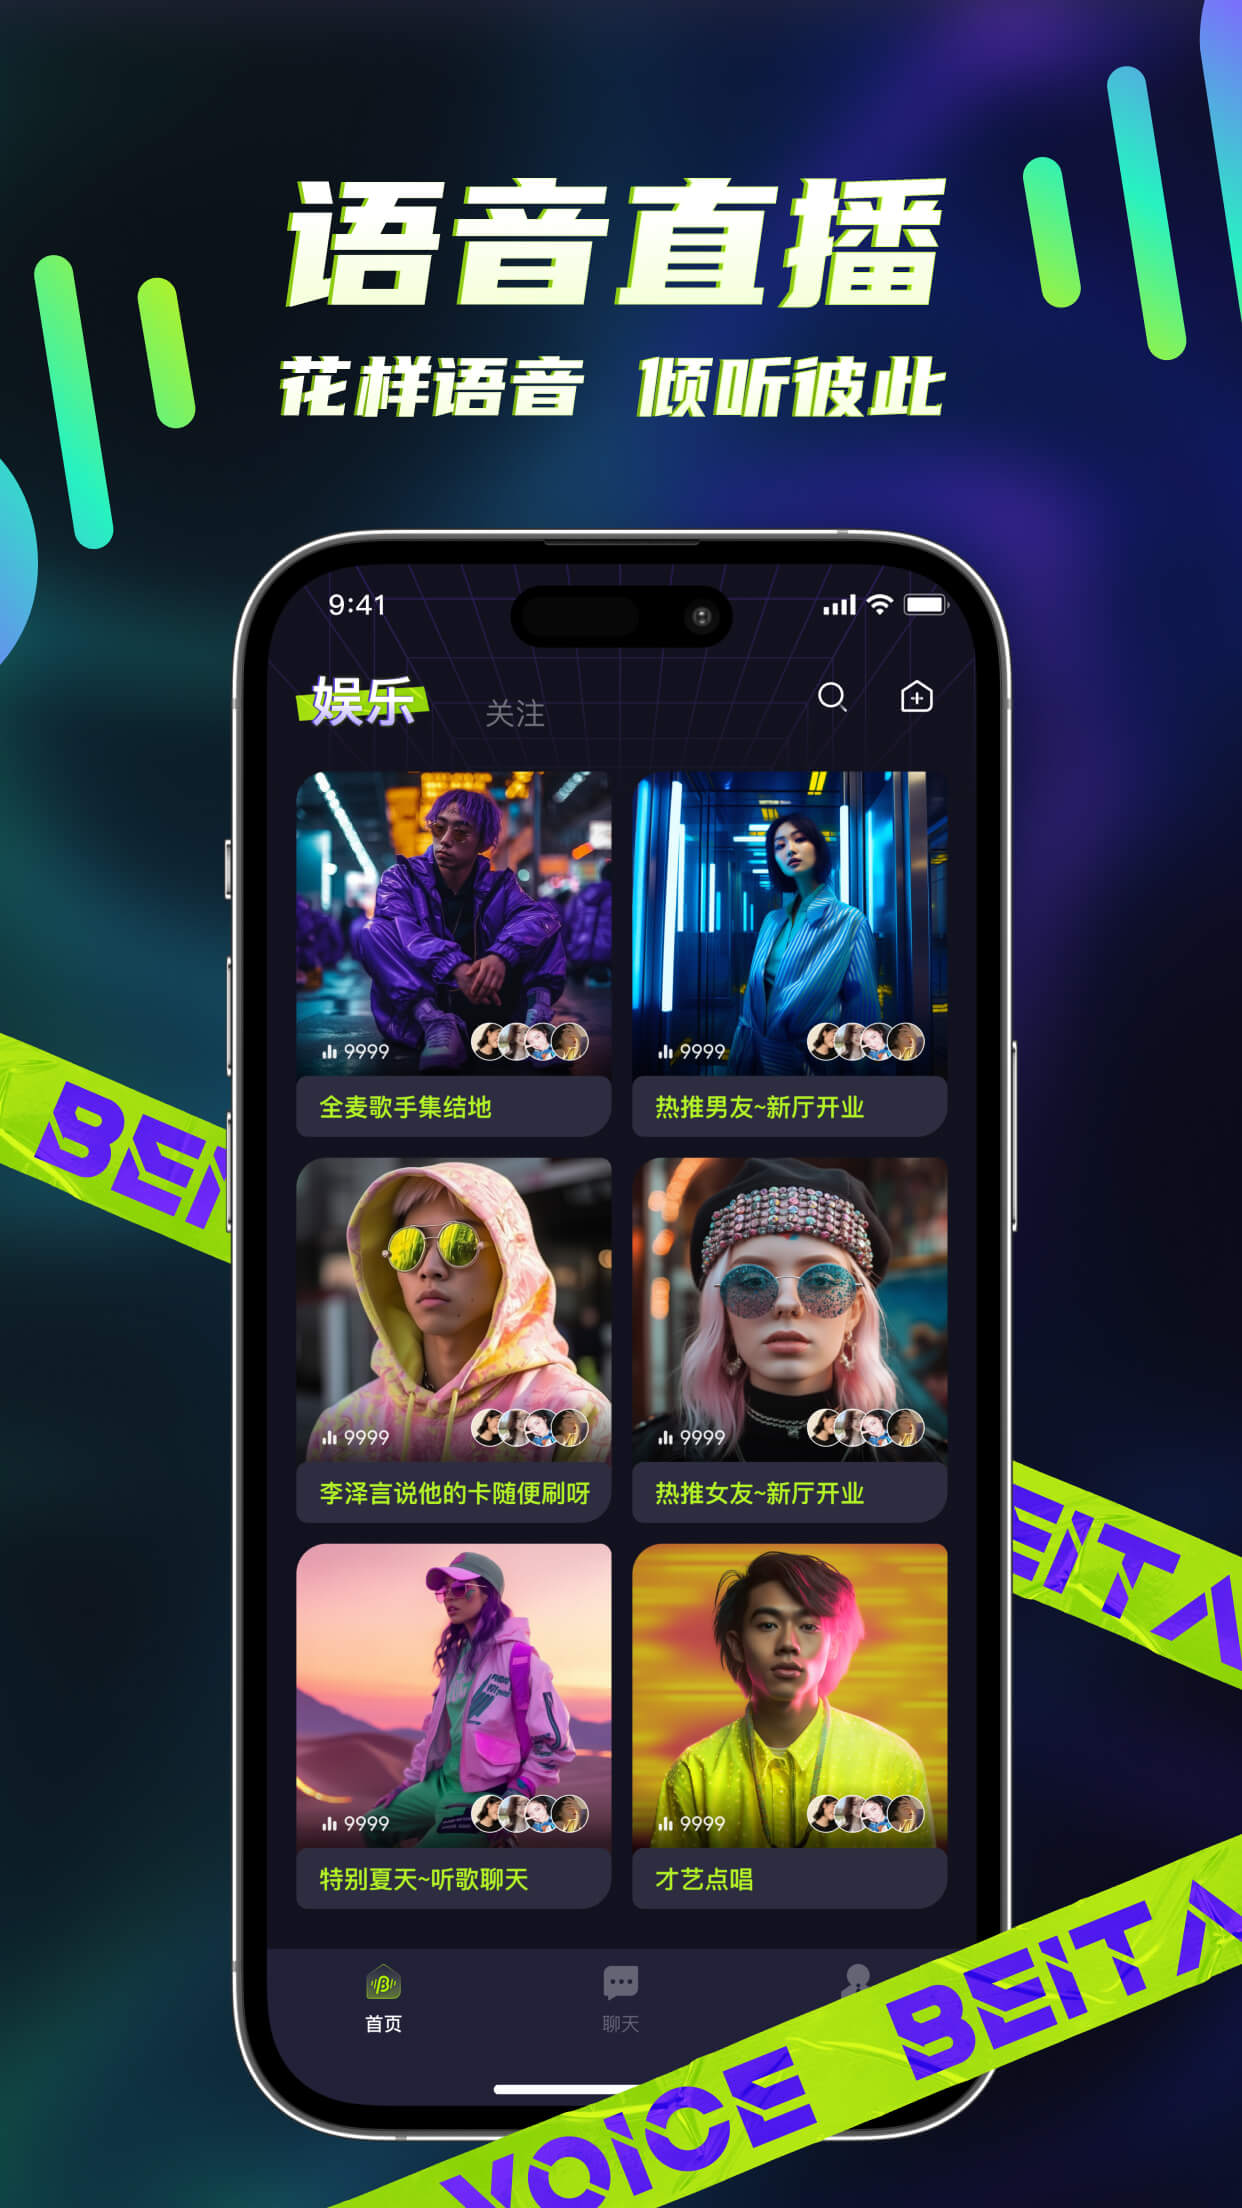 语音直播
花样语音 倾听彼此
9:41
娱乐 关注
9999 9999
全麦歌手集结地 热推男友~新厅开业
BEI
9999 9999
李泽言说他的卡随便刷呀 热推女友~新厅开业
BEITA
9999 9999
特别夏天~听歌聊天 才艺点唱
首页 聊天
VOICE BEITA